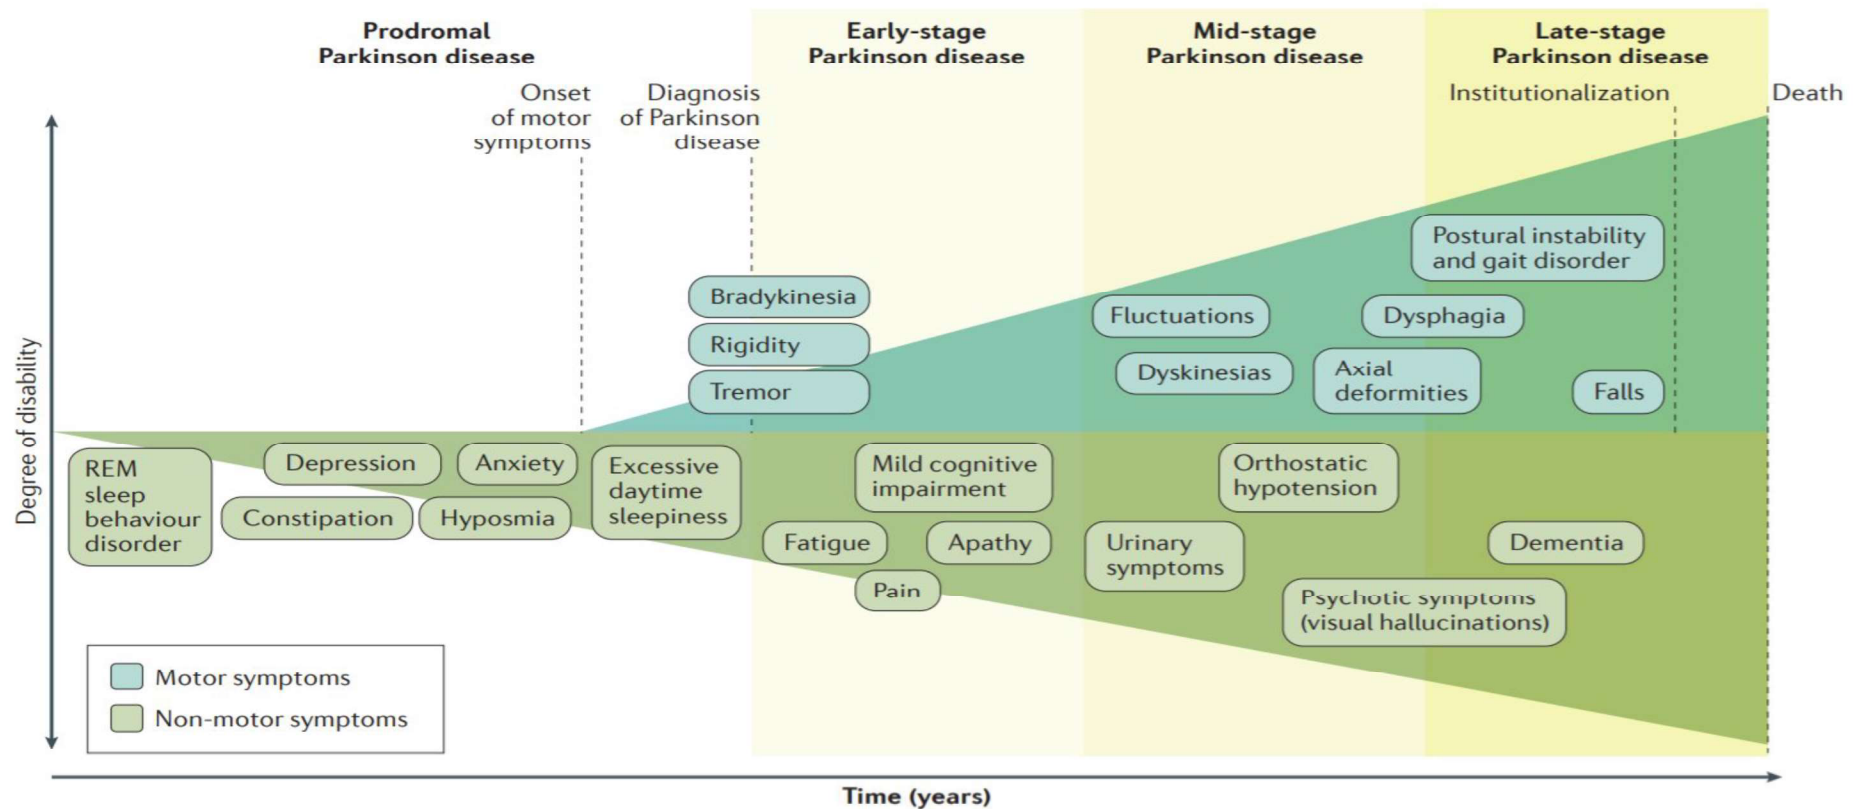 Prodromal
Parkinson disease
Early-stage
Parkinson disease
Mid-stage
Parkinson disease
Late-stage
Parkinson disease
Onset
of motor
symptoms
Diagnosis
of Parkinson
disease
Institutionalization
Death
Degree of disability
Bradykinesia
Rigidity
Tremor
Fluctuations
Dyskinesias
Postural instability
and gait disorder
Dysphagia
Axial
deformities
Falls
REM
sleep
behaviour
disorder
Depression
Anxiety
Constipation
Hyposmia
Excessive
daytime
sleepiness
Mild cognitive
impairment
Fatigue
Apathy
Pain
Orthostatic
hypotension
Urinary
symptoms
Dementia
Psychotic symptoms
(visual hallucinations)
Motor symptoms
Non-motor symptoms
Time (years)